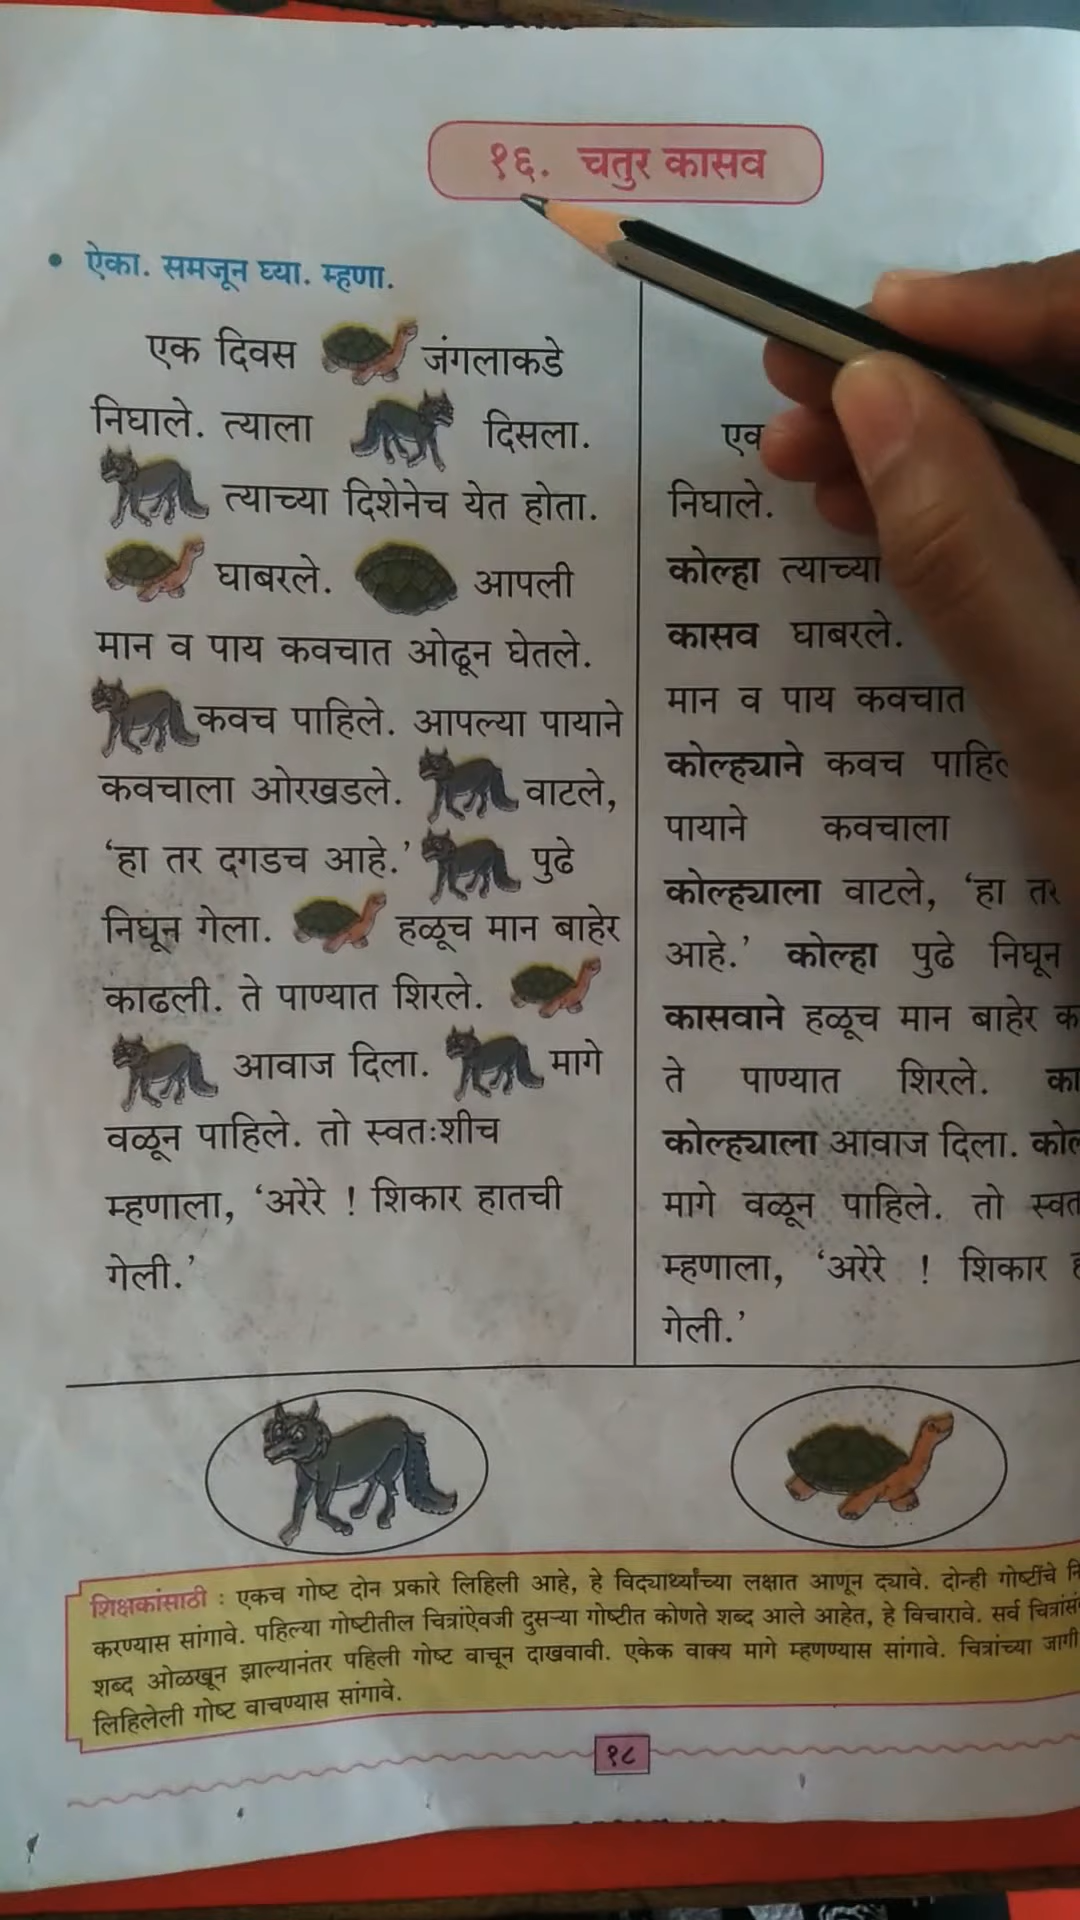 १६. चतुर कासव
• ऐका. समजून घ्या. म्हणा.
एक दिवस जंगलाकडे
निघाले. त्याला दिसला.
त्याच्या दिशेनेच येत होता.
घाबरले. आपली
मान व पाय कवचात ओढून घेतले.
कवच पाहिले. आपल्या पायाने
कवचाला ओरखडले. वाटले,
‘हा तर दगडच आहे.’ पुढे
निघून गेला. हळूच मान बाहेर
काढली. ते पाण्यात शिरले.
आवाज दिला. मागे
वळून पाहिले. तो स्वतःशीच
म्हणाला, ‘अरेरे ! शिकार हातची
गेली.’
निघाले.
कोल्हा त्याच्या
कासव घाबरले.
मान व पाय कवचात
कोल्ह्याने कवच
पायाने कवचाला
कोल्ह्याला वाटले, ‘हा तर
आहे.’ कोल्हा पुढे निघून
कासवाने हळूच मान बाहेर
ते पाण्यात शिरले.
कोल्ह्याला आवाज दिला.
मागे वळून पाहिले. तो
म्हणाला, ‘अरेरे ! शिकार
गेली.’
शिक्षकांसाठी : एकच गोष्ट दोन प्रकारे लिहिली आहे, हे विद्यार्थ्यांच्या लक्षात आणून द्यावे. दोन्ही गोष्टींचे
करण्यास सांगावे. पहिल्या गोष्टीतील चित्रांऐवजी दुसऱ्या गोष्टीत कोणते शब्द आले आहेत, हे विचारावे. सर्व
शब्द ओळखून झाल्यानंतर पहिली गोष्ट वाचून दाखवावी. एकेक वाक्य मागे म्हणण्यास सांगावे. चित्रांच्या जागी
लिहिलेली गोष्ट वाचण्यास सांगावे.
१८